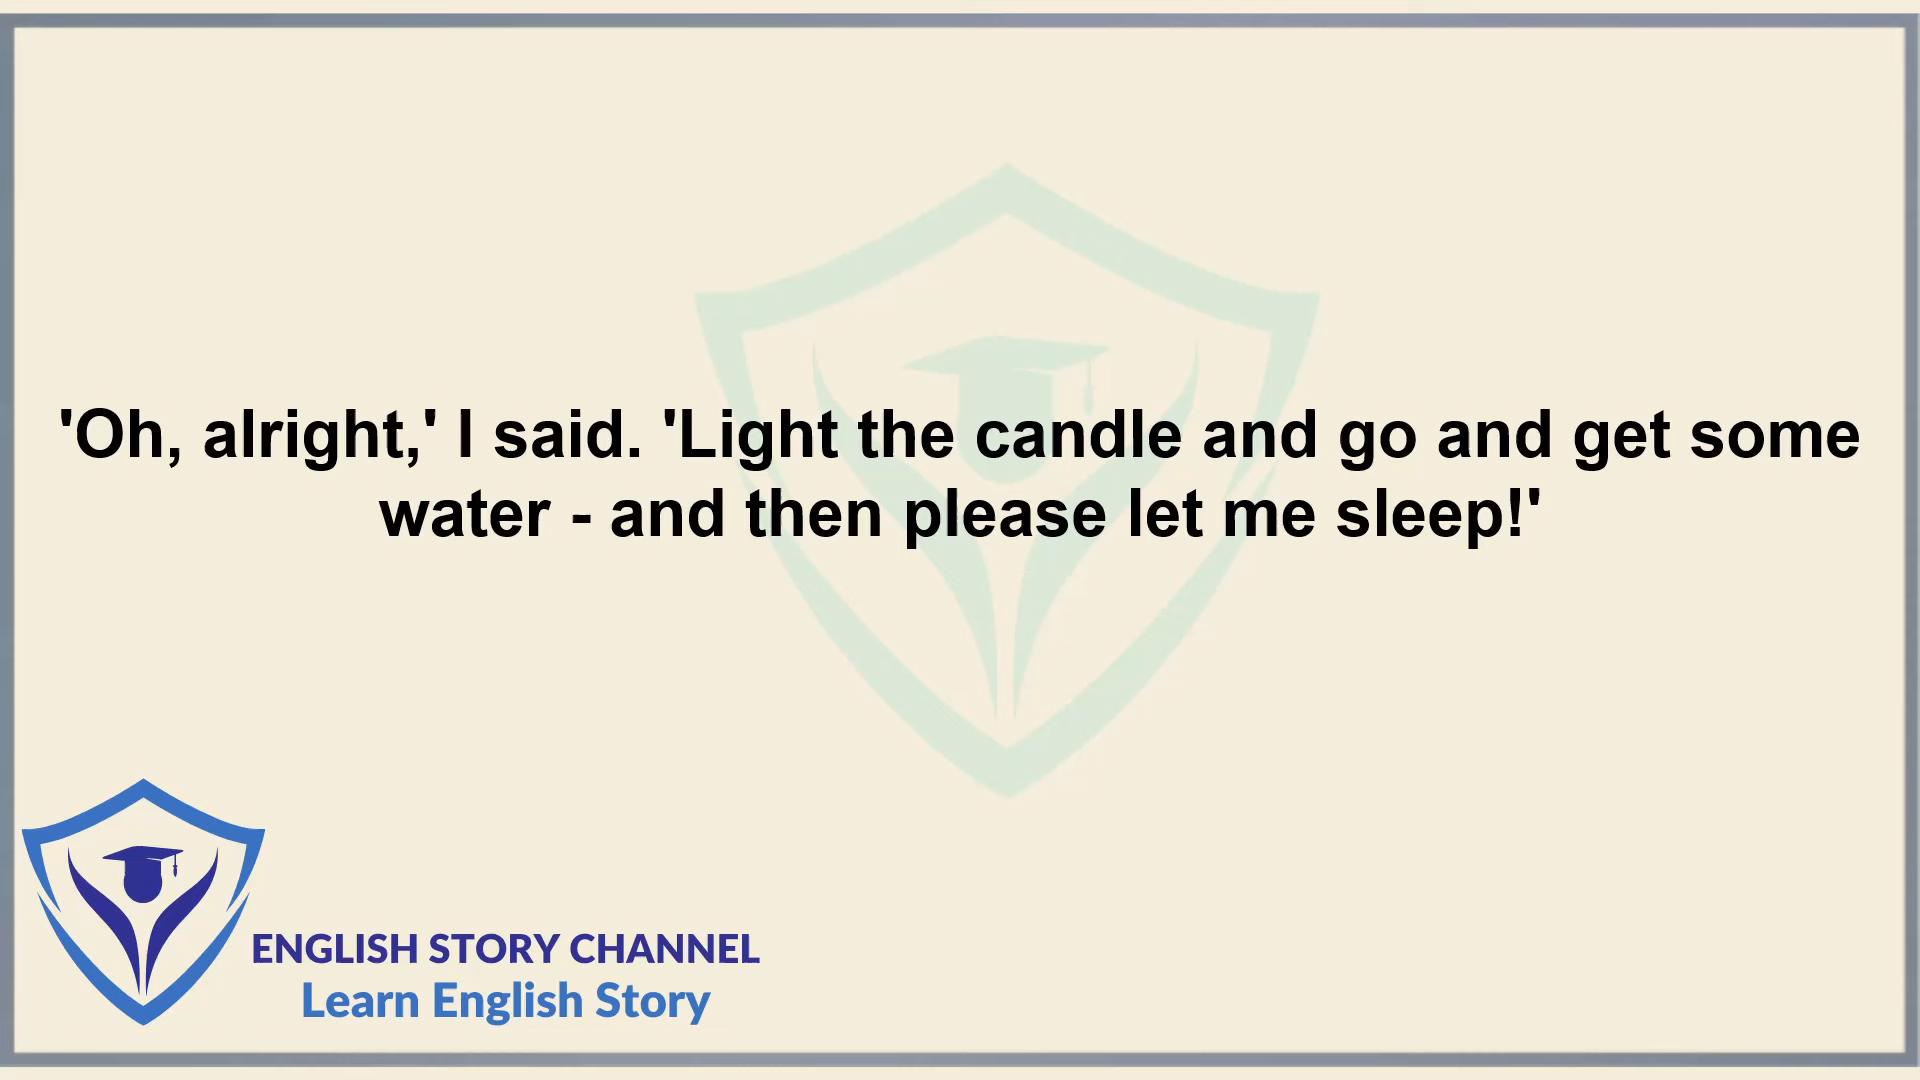 'Oh, alright,' I said. 'Light the candle and go and get some
water - and then please let me sleep!'
ENGLISH STORY CHANNEL
Learn English Story